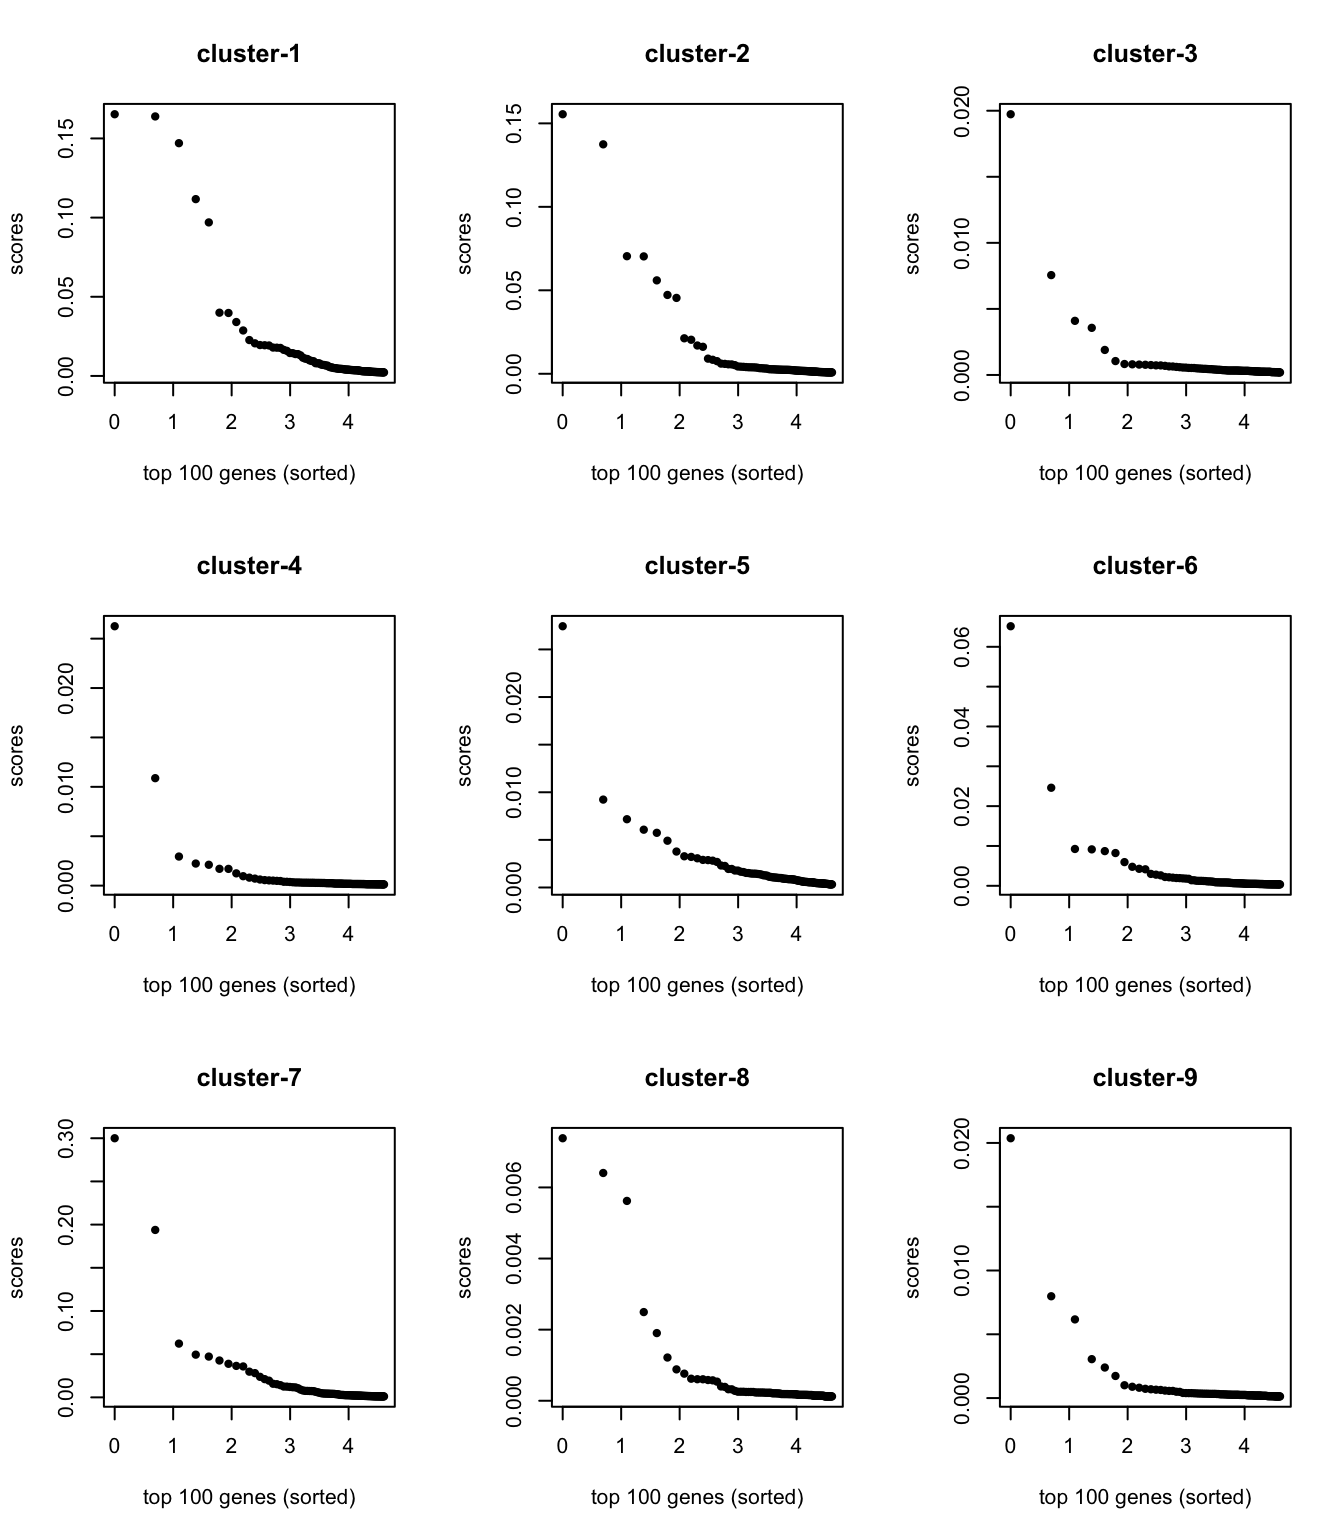 cluster-1
scores
0.00 0.05 0.10 0.15
0 1 2 3 4
top 100 genes (sorted)
cluster-2
scores
0.00 0.05 0.10 0.15
0 1 2 3 4
top 100 genes (sorted)
cluster-3
scores
0.000 0.010 0.020
0 1 2 3 4
top 100 genes (sorted)
cluster-4
scores
0.000 0.010 0.020
0 1 2 3 4
top 100 genes (sorted)
cluster-5
scores
0.000 0.010 0.020
0 1 2 3 4
top 100 genes (sorted)
cluster-6
scores
0.00 0.02 0.04 0.06
0 1 2 3 4
top 100 genes (sorted)
cluster-7
scores
0.00 0.10 0.20 0.30
0 1 2 3 4
top 100 genes (sorted)
cluster-8
scores
0.000 0.002 0.004 0.006
0 1 2 3 4
top 100 genes (sorted)
cluster-9
scores
0.000 0.010 0.020
0 1 2 3 4
top 100 genes (sorted)